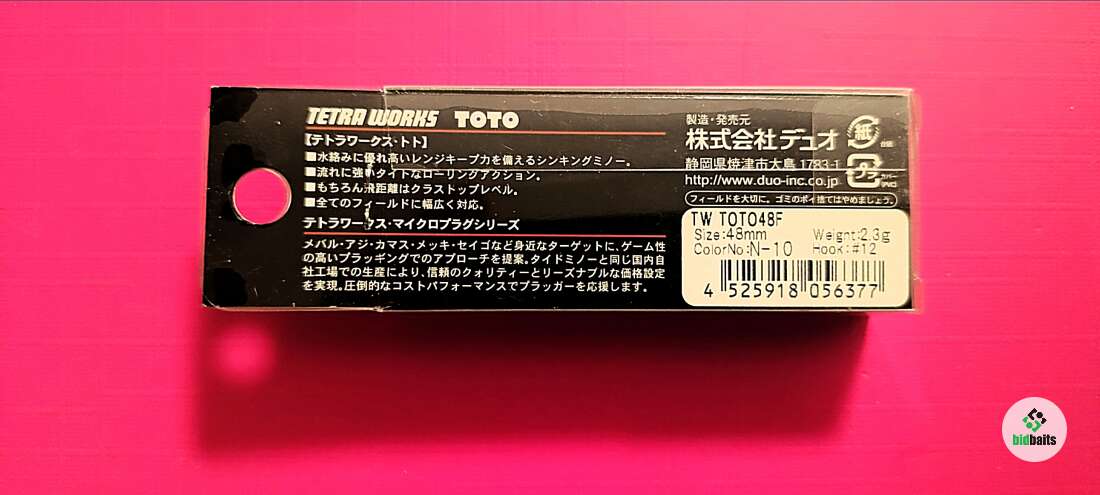 TETRA WORKS TOTO
【テトラワークス・トト】
■水絡みに優れ高いレンジキープ力を備えるシンキングミノー。
■流れに強いタイトなローリングアクション。
■もちろん飛距離はクラストップレベル。
■全てのフィールドに幅広く対応。
テトラワークス・マイクロプラグシリーズ
メバル・アジ・カマス・メッキ・セイゴなど身近なターゲットに、ゲーム性
の高いプラッギングでのアプローチを提案。タイドミノーと同じ国内自
社工場での生産により、信頼のクォリティーとリーズナブルな価格設定
を実現。圧倒的なコストパフォーマンスでプラッガーを応援します。
製造・発売元
株式会社デュオ
静岡県焼津市大島 1783-1
http://www.duo-inc.co.jp
紙
台紙
プラ
カバー
(PVC)
フィールドを大切に。ゴミのポイ捨てはやめましょう。
TW TOTO48F
Size:48mm Weight:2.3g
ColorNo:N-10 Hook:#12
4 525918 056377
bidbaits